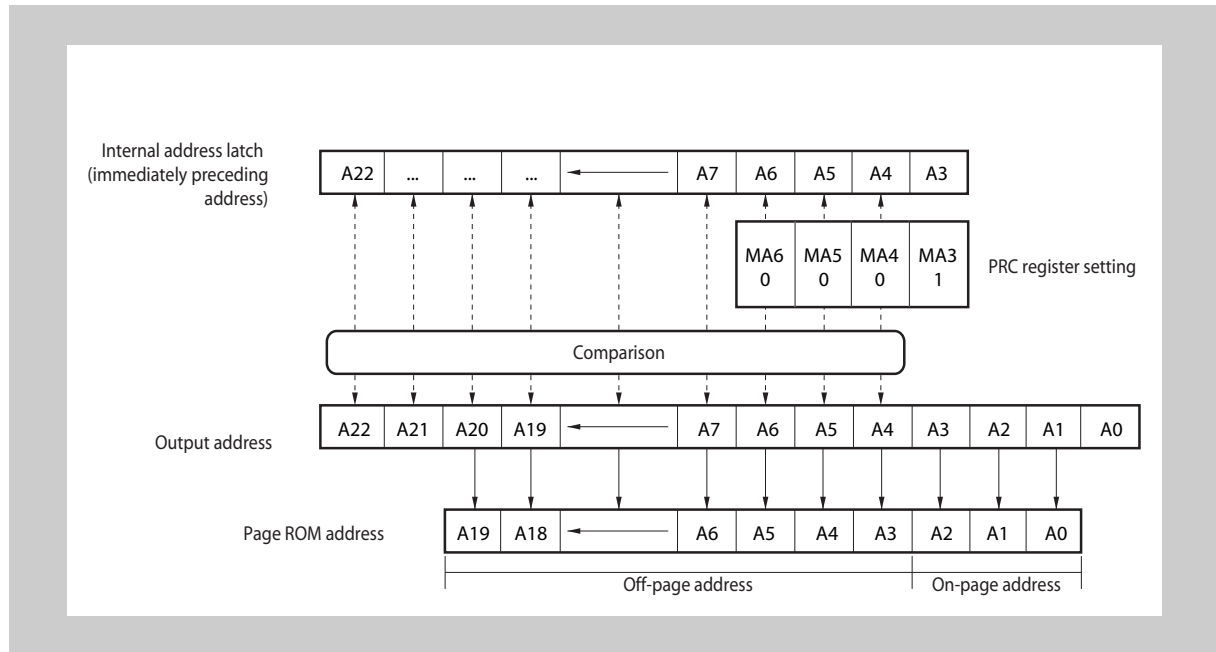 Internal address latch
(immediately preceding
address)
A22 ... ... ... A7 A6 A5 A4 A3
MA6 MA5 MA4 MA3
0 0 0 1
PRC register setting
Comparison
Output address
A22 A21 A20 A19 A7 A6 A5 A4 A3 A2 A1 A0
Page ROM address
A19 A18 A6 A5 A4 A3 A2 A1 A0
Off-page address On-page address